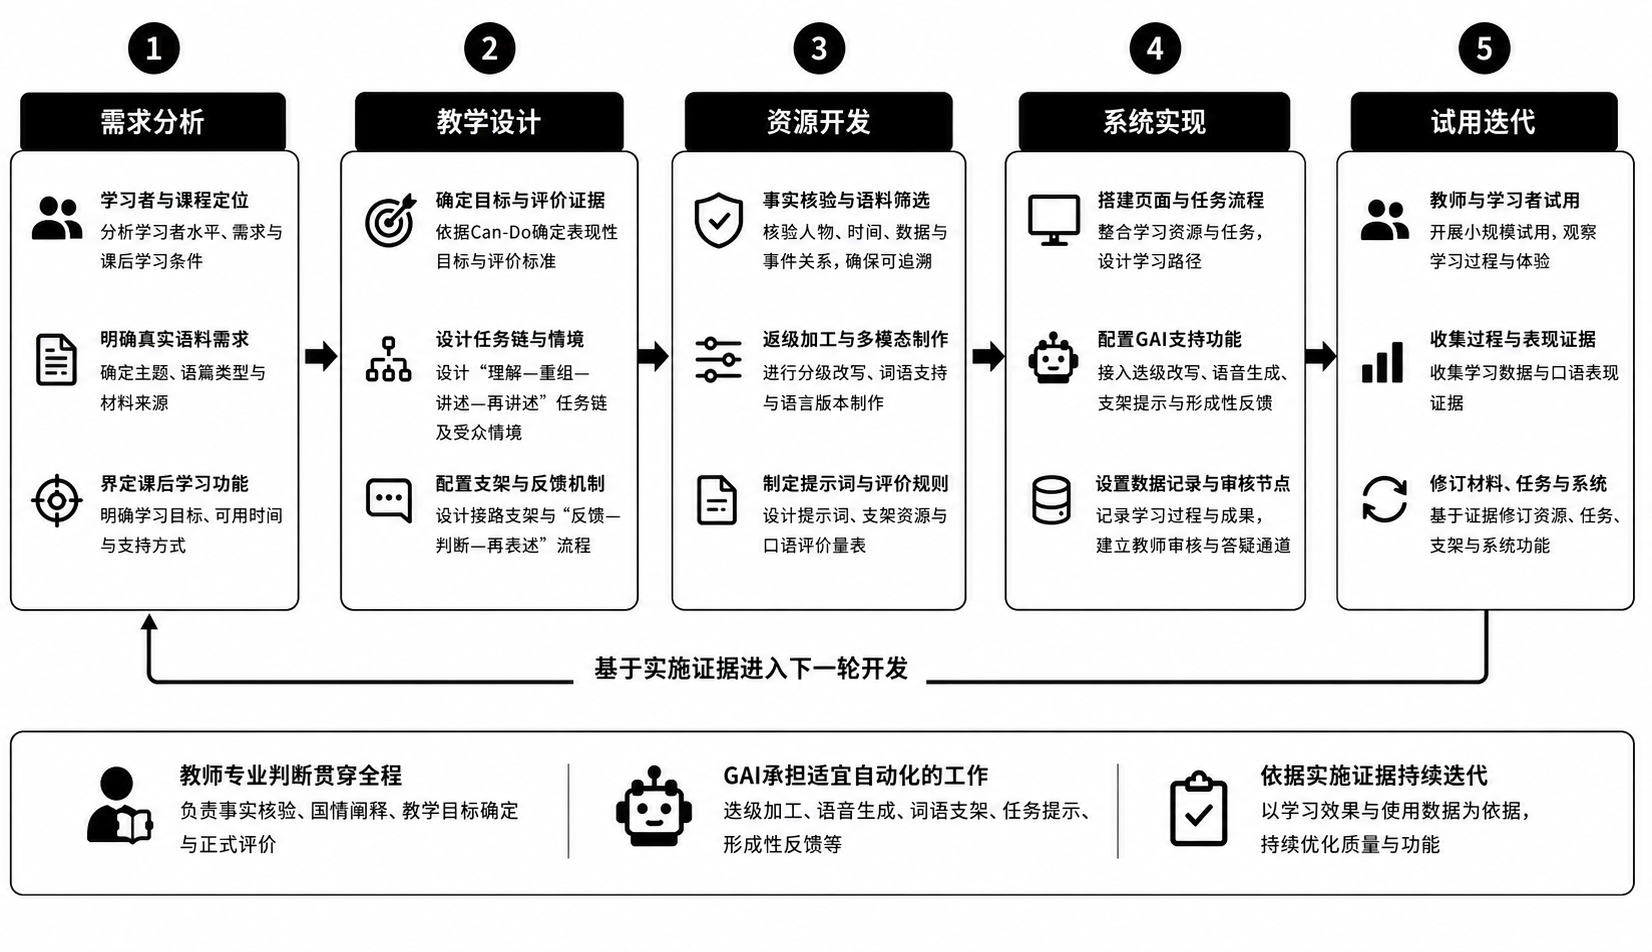 1
需求分析
学习者与课程定位
分析学习者水平、需求与
课后学习条件
明确真实语料需求
确定主题、语篇类型与
材料来源
界定课后学习功能
明确学习目标、可用时间
与支持方式
2
教学设计
确定目标与评价证据
依据Can-Do确定表现性
目标与评价标准
设计任务链与情境
设计“理解—重组—
讲述—再讲述”任务链
及受众情境
配置支架与反馈机制
设计接路支架与“反馈—
判断—再表述”流程
3
资源开发
事实核验与语料筛选
核验人物、时间、数据与
事件关系，确保可追溯
返级加工与多模态制作
进行分级改写、词语支持
与语言版本制作
制定提示词与评价规则
设计提示词、支架资源与
口语评价量表
4
系统实现
搭建页面与任务流程
整合学习资源与任务，
设计学习路径
配置GAI支持功能
接入迭级改写、语音生成、
支架提示与形成性反馈
设置数据记录与审核节点
记录学习过程与成果，
建立教师审核与答疑通道
5
试用迭代
教师与学习者试用
开展小规模试用，观察
学习过程与体验
收集过程与表现证据
收集学习数据与口语表现
证据
修订材料、任务与系统
基于证据修订资源、任务、
支架与系统功能
基于实施证据进入下一轮开发
教师专业判断贯穿全程
负责事实核验、国情阐释、教学目标确定
与正式评价
GAI承担适宜自动化的工作
迭级加工、语音生成、词语支架、任务提示、
形成性反馈等
依据实施证据持续迭代
以学习效果与使用数据为依据，
持续优化质量与功能